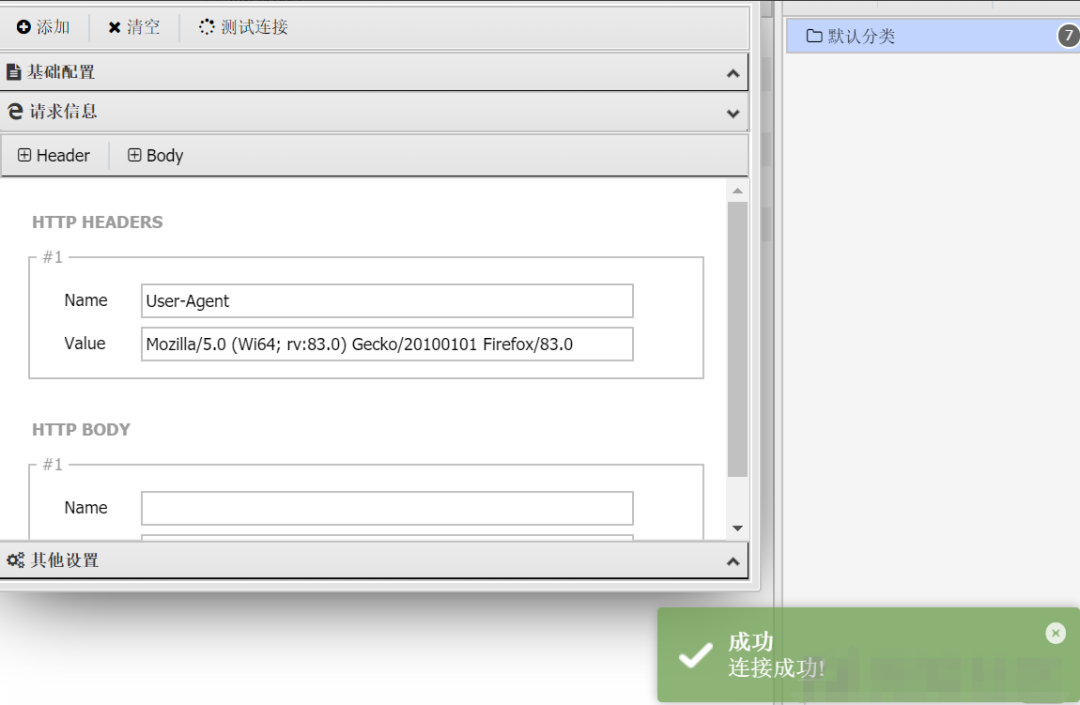 添加 清空 测试连接
默认分类 7
基础配置
请求信息
Header Body
HTTP HEADERS
#1
Name User-Agent
Value Mozilla/5.0 (Wi64; rv:83.0) Gecko/20100101 Firefox/83.0
HTTP BODY
#1
Name
其他设置
成功
连接成功!